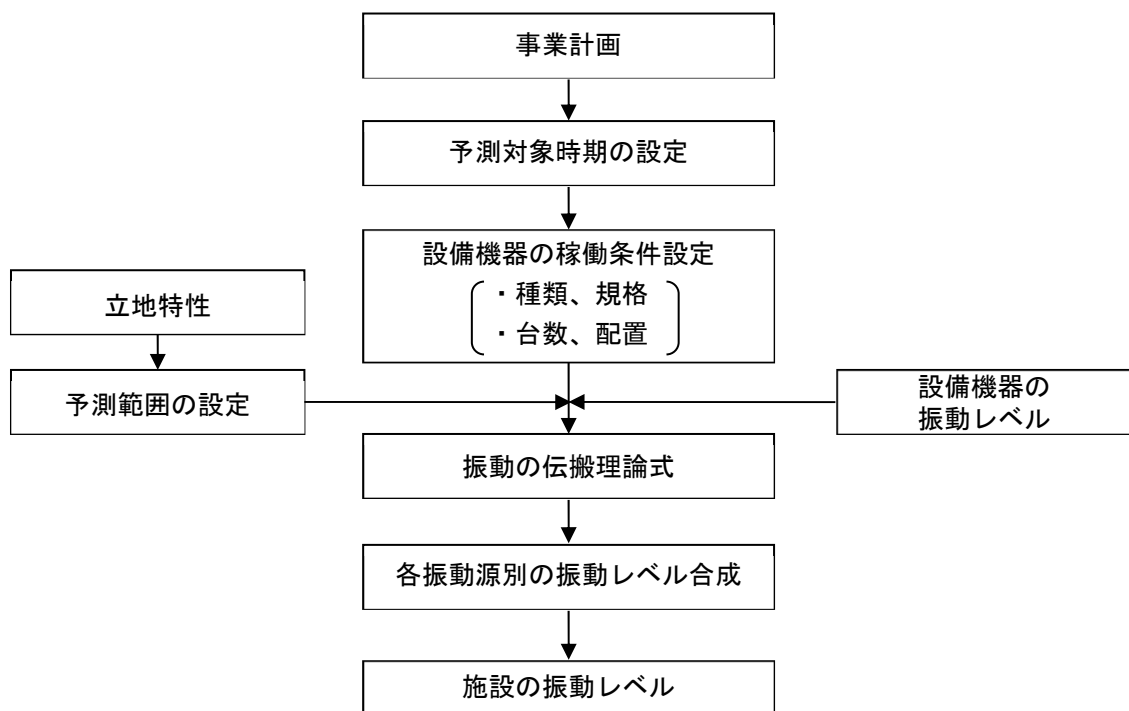 事業計画
予測対象時期の設定
設備機器の稼働条件設定
・種類、規格
・台数、配置
立地特性
予測範囲の設定
設備機器の
振動レベル
振動の伝搬理論式
各振動源別の振動レベル合成
施設の振動レベル